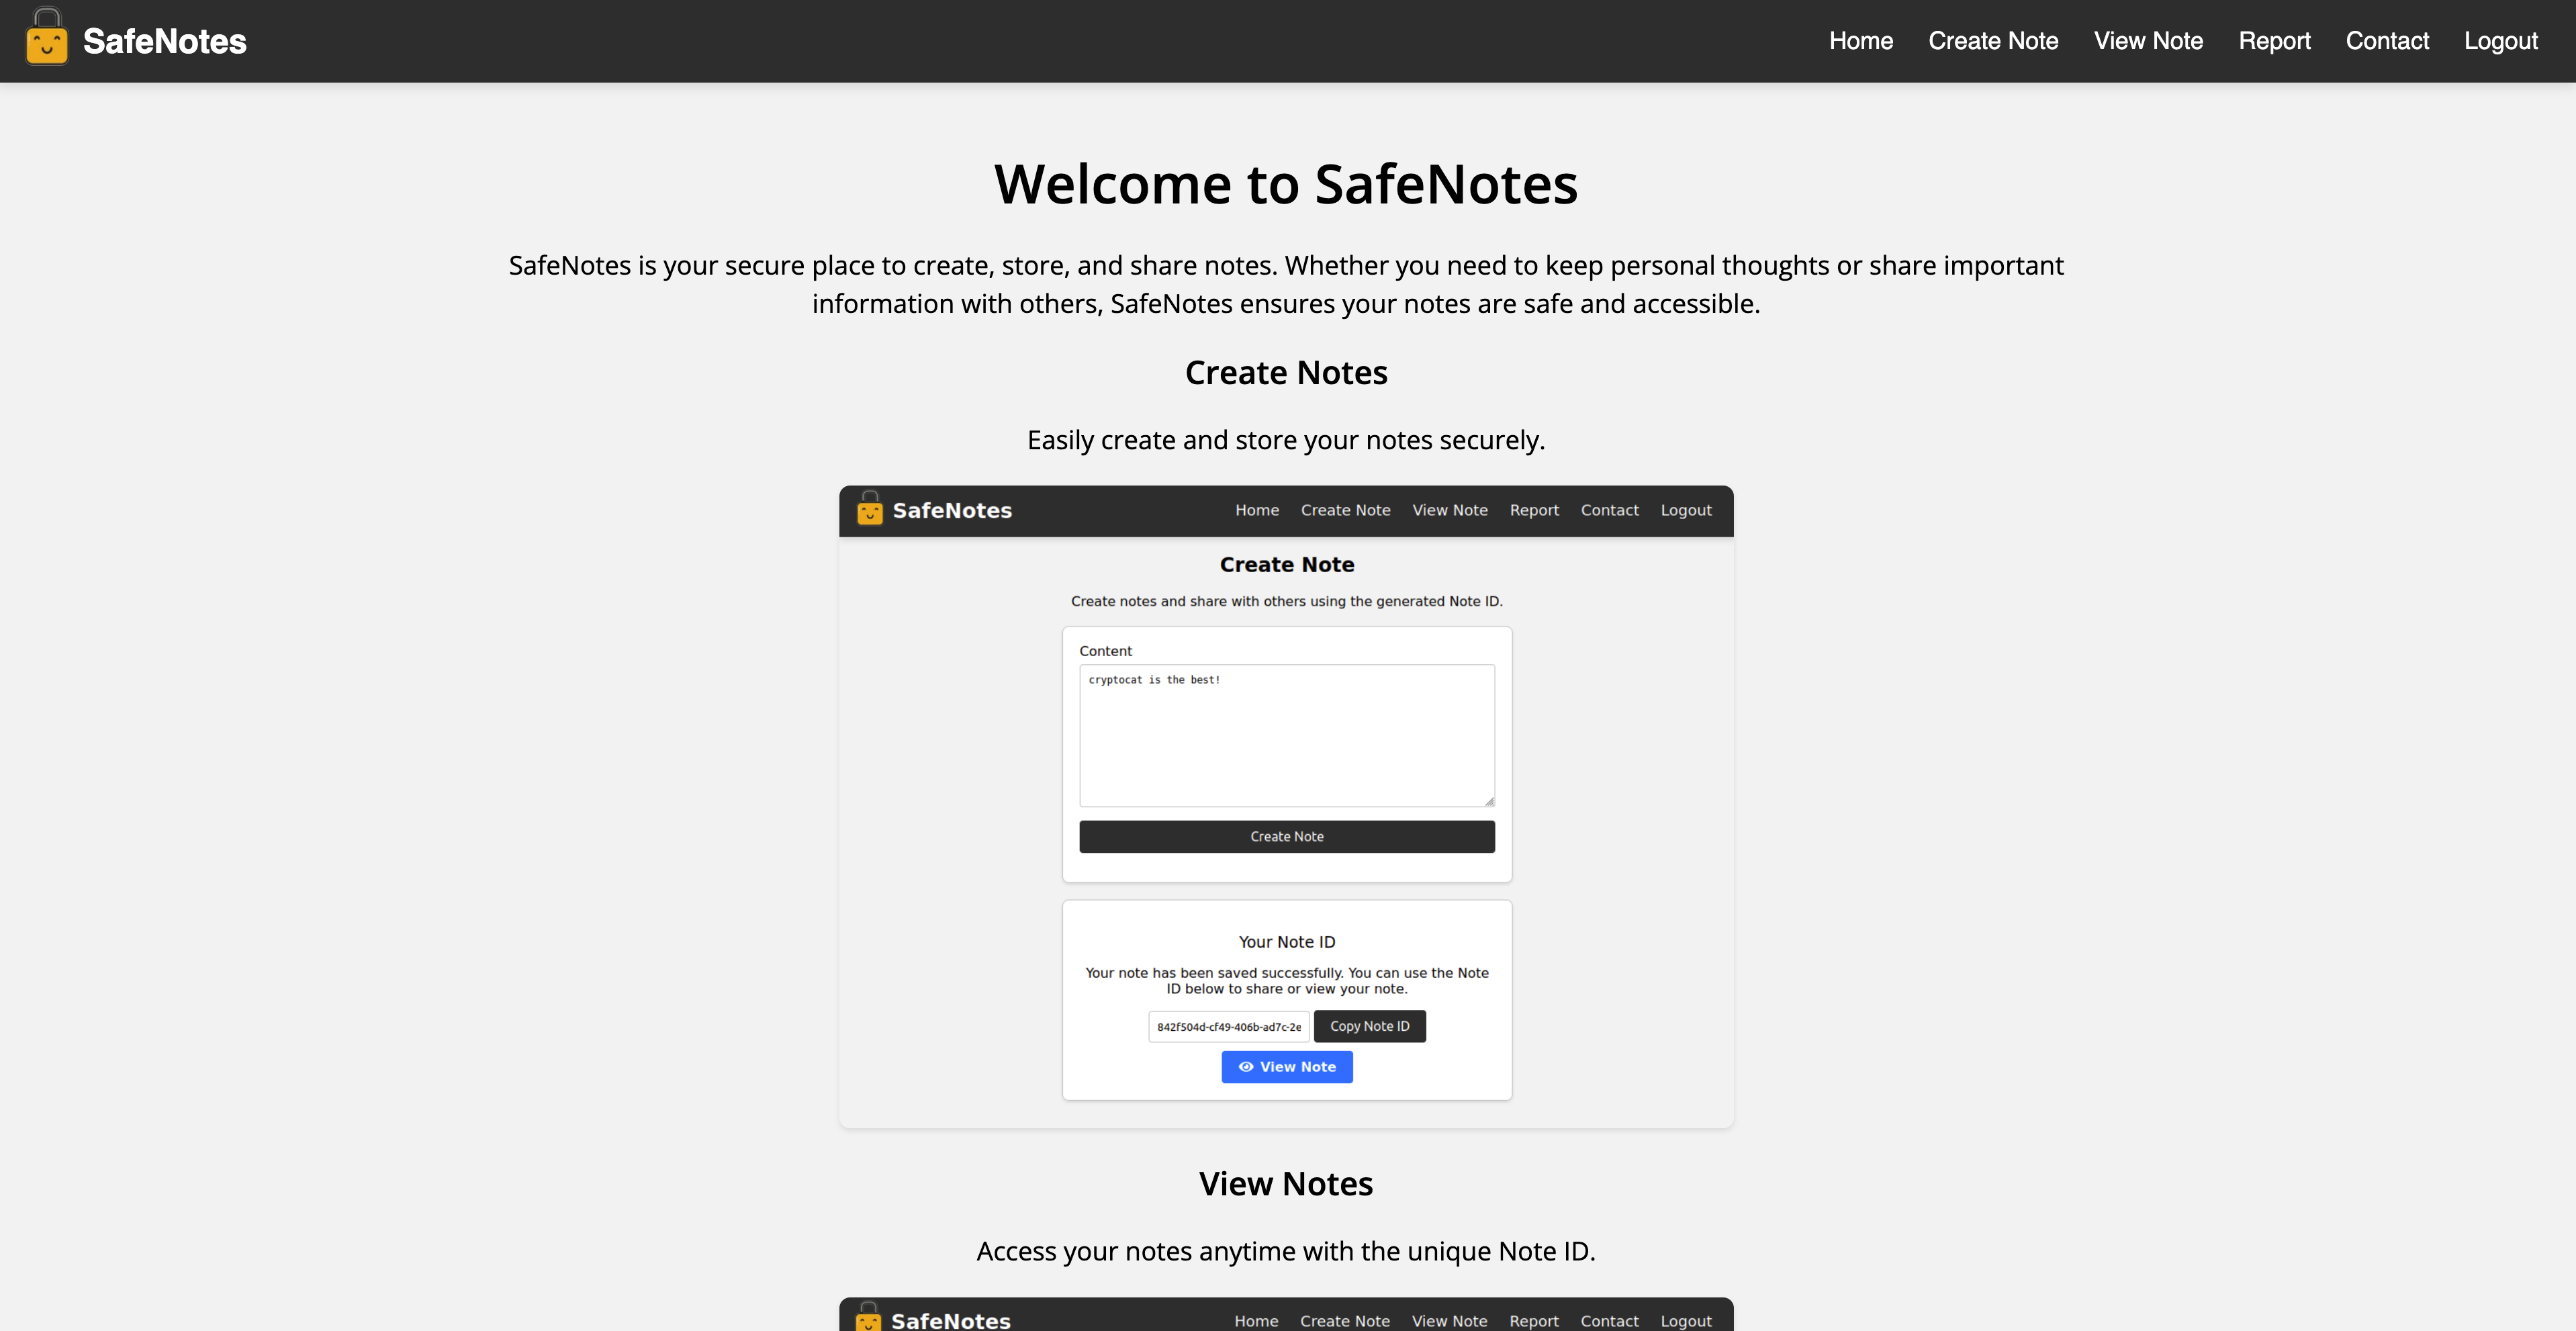 SafeNotes
Home Create Note View Note Report Contact Logout
Welcome to SafeNotes
SafeNotes is your secure place to create, store, and share notes. Whether you need to keep personal thoughts or share important
information with others, SafeNotes ensures your notes are safe and accessible.
Create Notes
Easily create and store your notes securely.
SafeNotes
Home Create Note View Note Report Contact Logout
Create Note
Create notes and share with others using the generated Note ID.
Content
cryptocat is the best!
Create Note
Your Note ID
Your note has been saved successfully. You can use the Note
ID below to share or view your note.
842f504d-cf49-406b-ad7c-2e
Copy Note ID
View Note
View Notes
Access your notes anytime with the unique Note ID.
SafeNotes
Home Create Note View Note Report Contact Logout